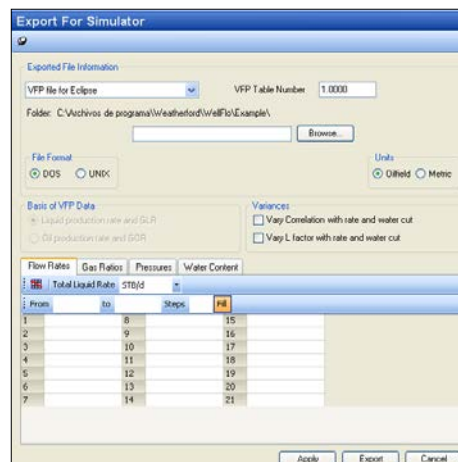 Export For Simulator
Exported File Information
VFP file for Eclipse
VFP Table Number 1.0000
Folder: C:\Archivos de programa\Weatherford\WellFlo\Example\
Browse...
File Format
DOS UNIX
Units
Oilfield Metric
Basis of VFP Data
Liquid production rate and GLR
Oil production rate and GOR
Variances
Vary Correlation with rate and water cut
Vary L factor with rate and water cut
Flow Rates Gas Ratios Pressures Water Content
Total Liquid Rate STB/d
From to Steps Fill
1 8 15
2 9 16
3 10 17
4 11 18
5 12 19
6 13 20
7 14 21
Apply Export Cancel